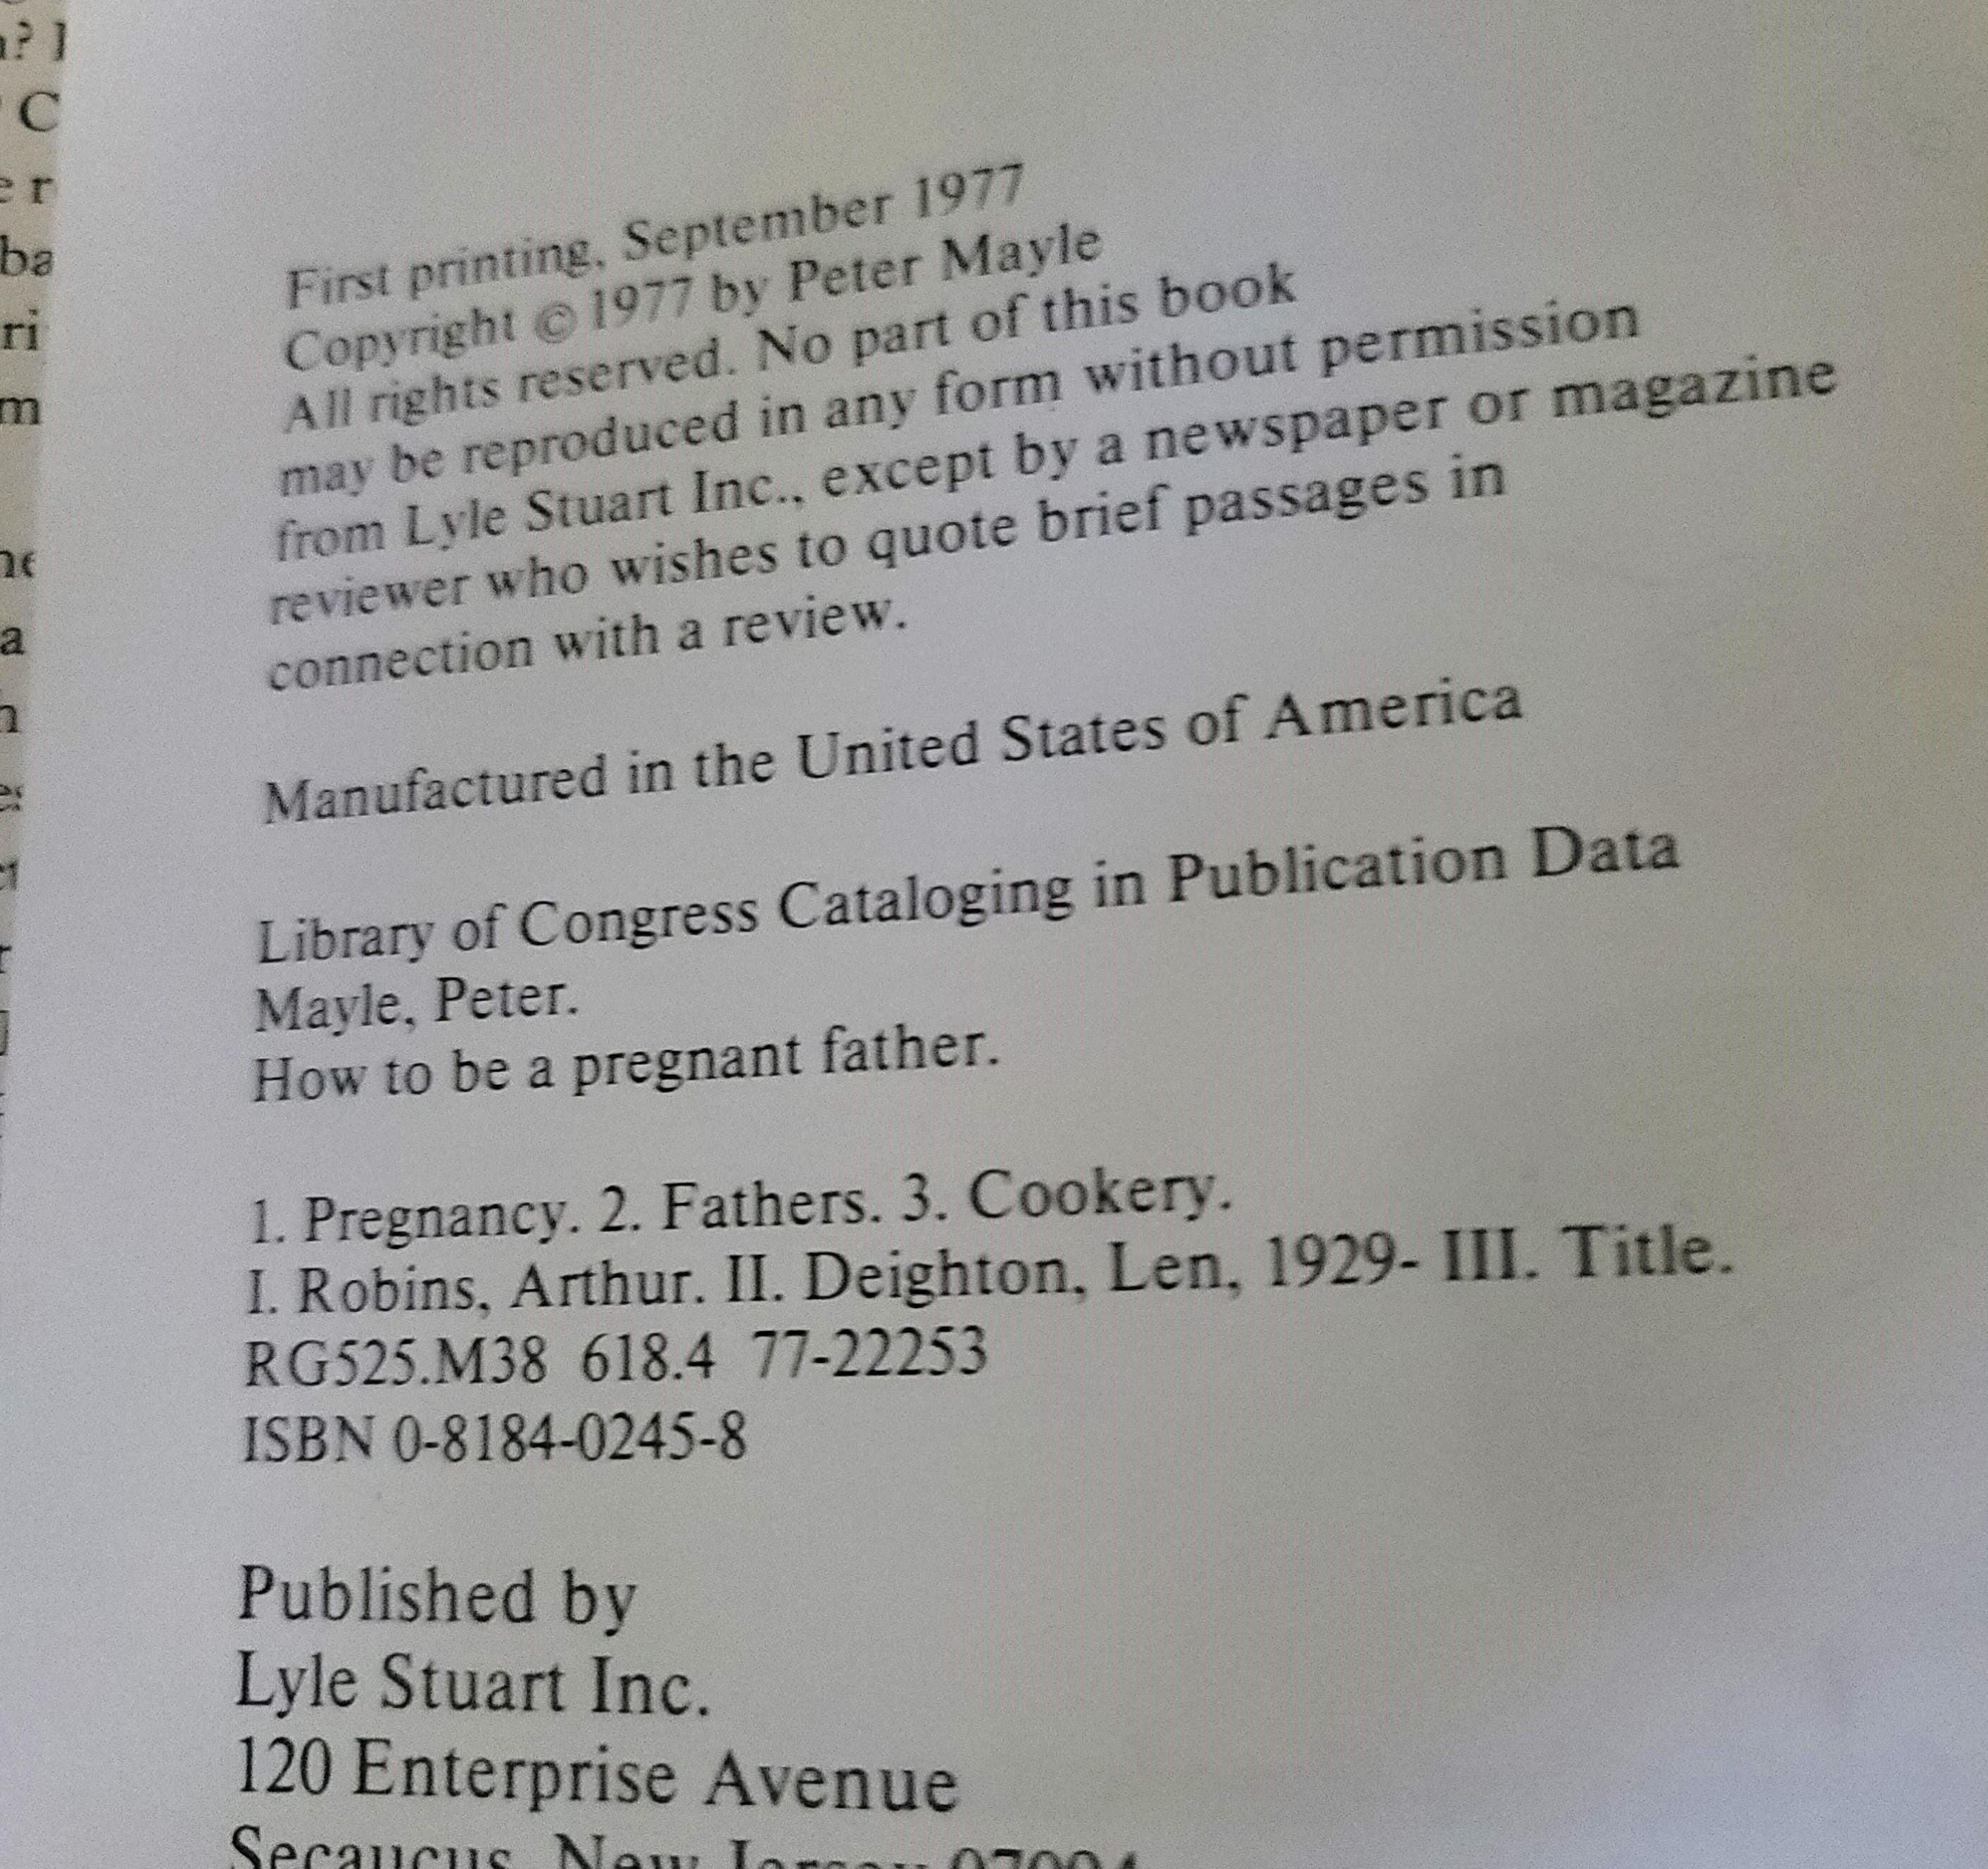 First printing, September 1977
Copyright © 1977 by Peter Mayle
All rights reserved. No part of this book
may be reproduced in any form without permission
from Lyle Stuart Inc., except by a newspaper or magazine
reviewer who wishes to quote brief passages in
connection with a review.
Manufactured in the United States of America
Library of Congress Cataloging in Publication Data
Mayle, Peter.
How to be a pregnant father.
1. Pregnancy. 2. Fathers. 3. Cookery.
I. Robins, Arthur. II. Deighton, Len, 1929- III. Title.
RG525.M38 618.4 77-22253
ISBN 0-8184-0245-8
Published by
Lyle Stuart Inc.
120 Enterprise Avenue
Secaucus, New Jersey